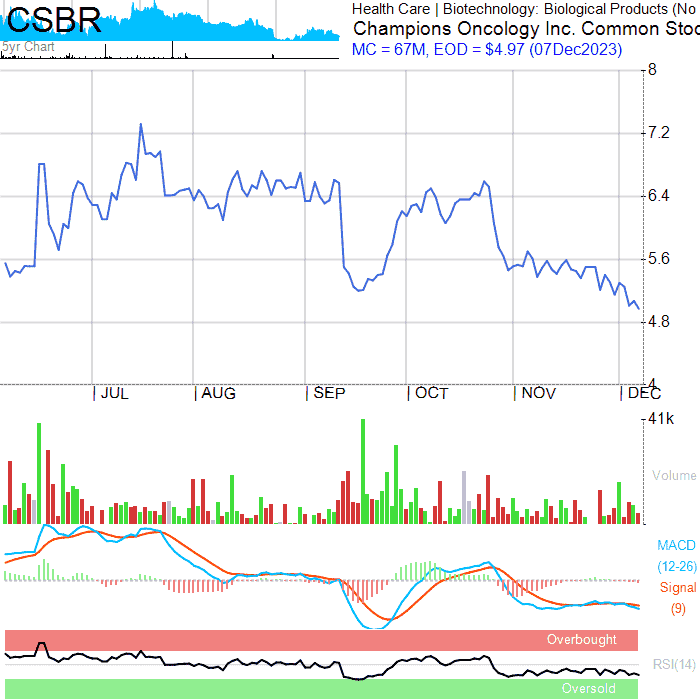 CSBR
5yr Chart
Health Care | Biotechnology: Biological Products (No
Champions Oncology Inc. Common Stoc
MC = 67M, EOD = $4.97 (07Dec2023)
8
7.2
6.4
5.6
4.8
4
JUL AUG SEP OCT NOV DEC
41k
Volume
MACD
(12-26)
Signal
(9)
Overbought
RSI(14)
Oversold